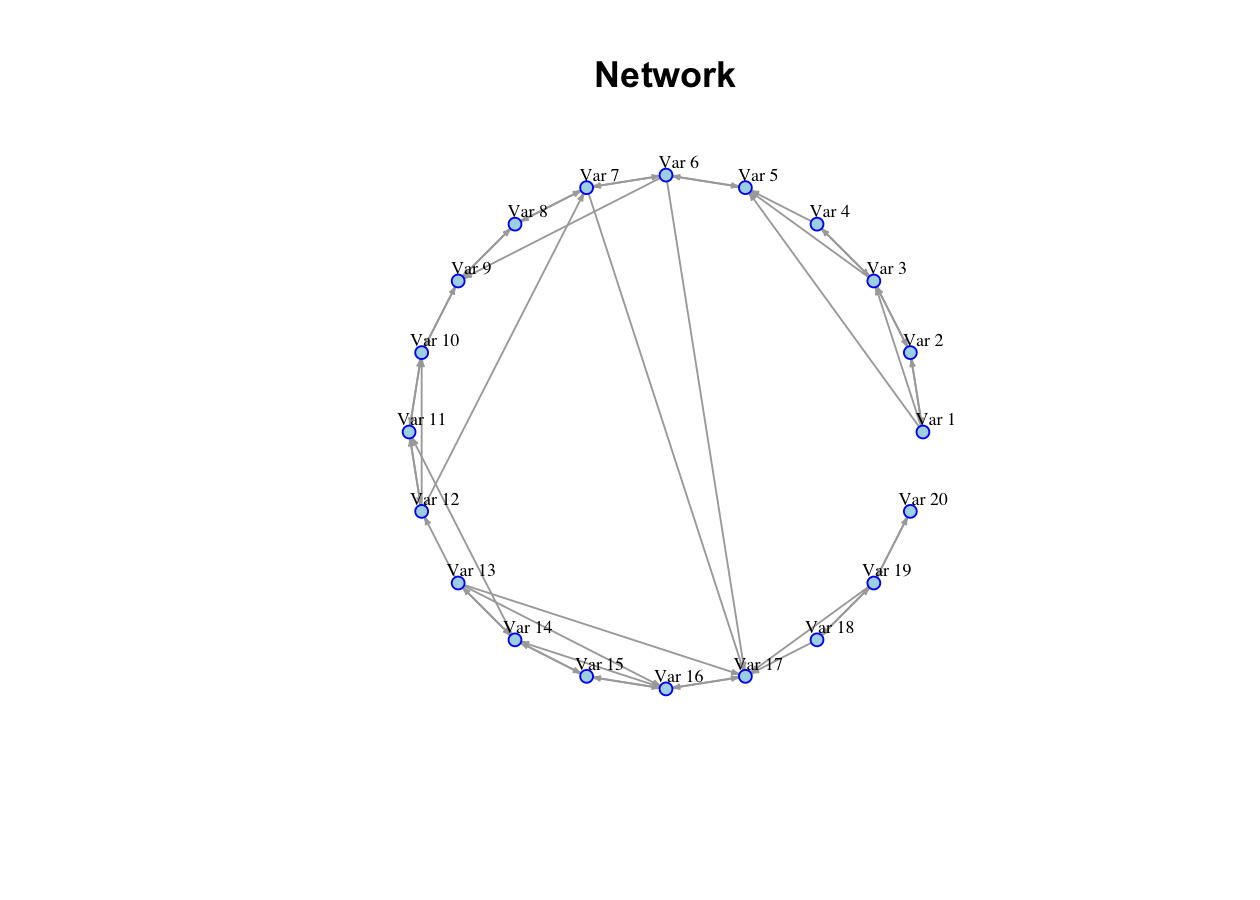 Network
Var 6
Var 7
Var 5
Var 8
Var 4
Var 9
Var 3
Var 10
Var 2
Var 11
Var 1
Var 12
Var 20
Var 13
Var 19
Var 14
Var 18
Var 15
Var 17
Var 16